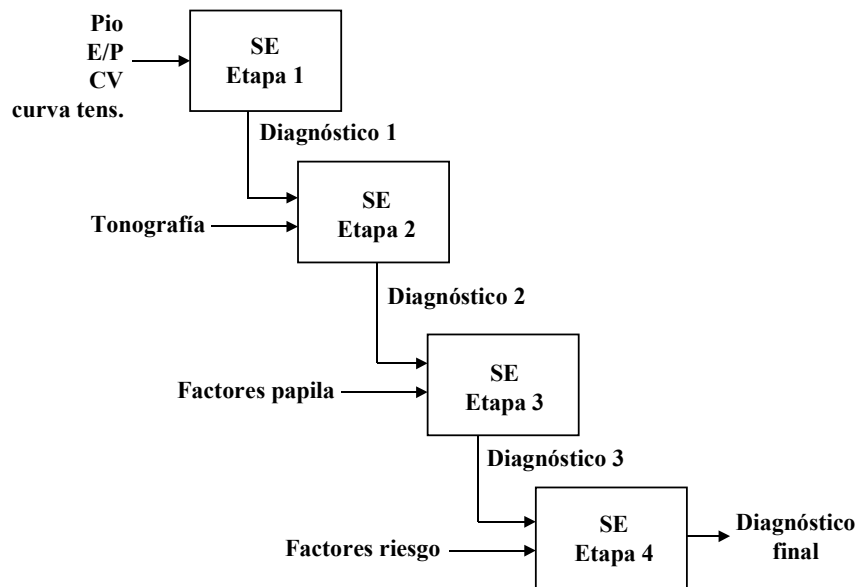 Pio
E/P
CV
curva tens.
SE
Etapa 1
Diagnóstico 1
SE
Etapa 2
Tonografía
Diagnóstico 2
SE
Etapa 3
Factores papila
Diagnóstico 3
SE
Etapa 4
Factores riesgo
Diagnóstico
final